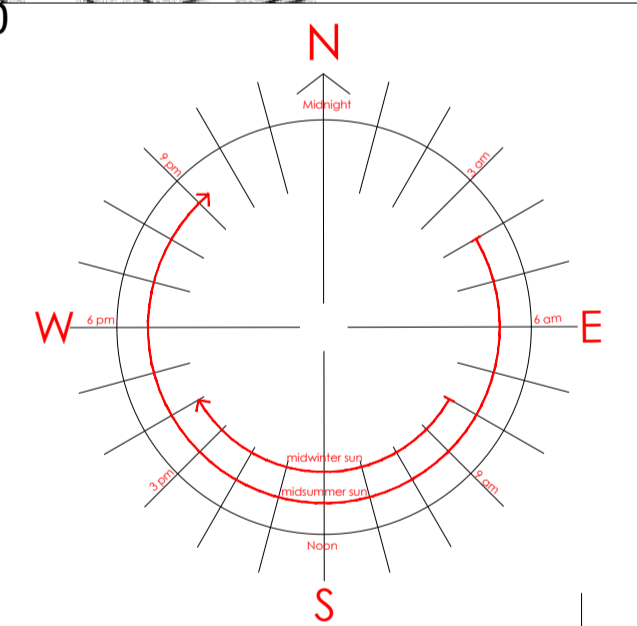 N
Midnight
9 pm
3 am
W
6 pm
6 am
E
midwinter sun
midsummer sun
3 pm
9 am
Noon
S